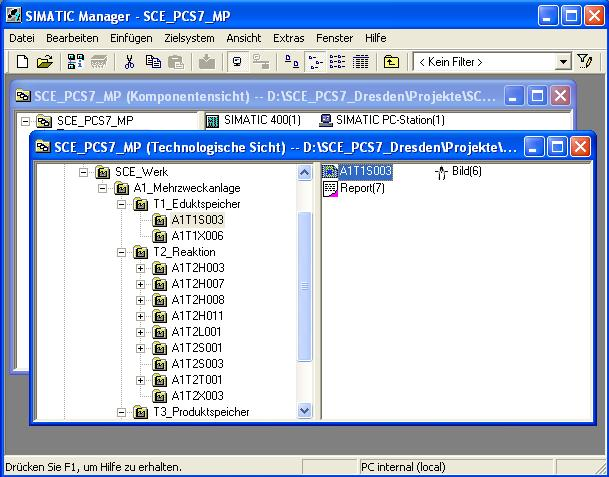 SIMATIC Manager - SCE_PCS7_MP
Datei Bearbeiten Einfügen Zielsystem Ansicht Extras Fenster Hilfe
< Kein Filter >
SCE_PCS7_MP (Komponentensicht) -- D:\SCE_PCS7_Dresden\Projekte\SC...
SCE_PCS7_MP SIMATIC 400(1) SIMATIC PC-Station(1)
SCE_PCS7_MP (Technologische Sicht) -- D:\SCE_PCS7_Dresden\Projekte\...
SCE_Werk
A1_Mehrzweckanlage
T1_Eduktspeicher
A1T1S003
A1T1X006
T2_Reaktion
A1T2H003
A1T2H007
A1T2H008
A1T2H011
A1T2L001
A1T2S001
A1T2S003
A1T2T001
A1T2X003
T3_Produktspeicher
A1T1S003 Bild(6)
Report(7)
Drücken Sie F1, um Hilfe zu erhalten. PC internal (local)